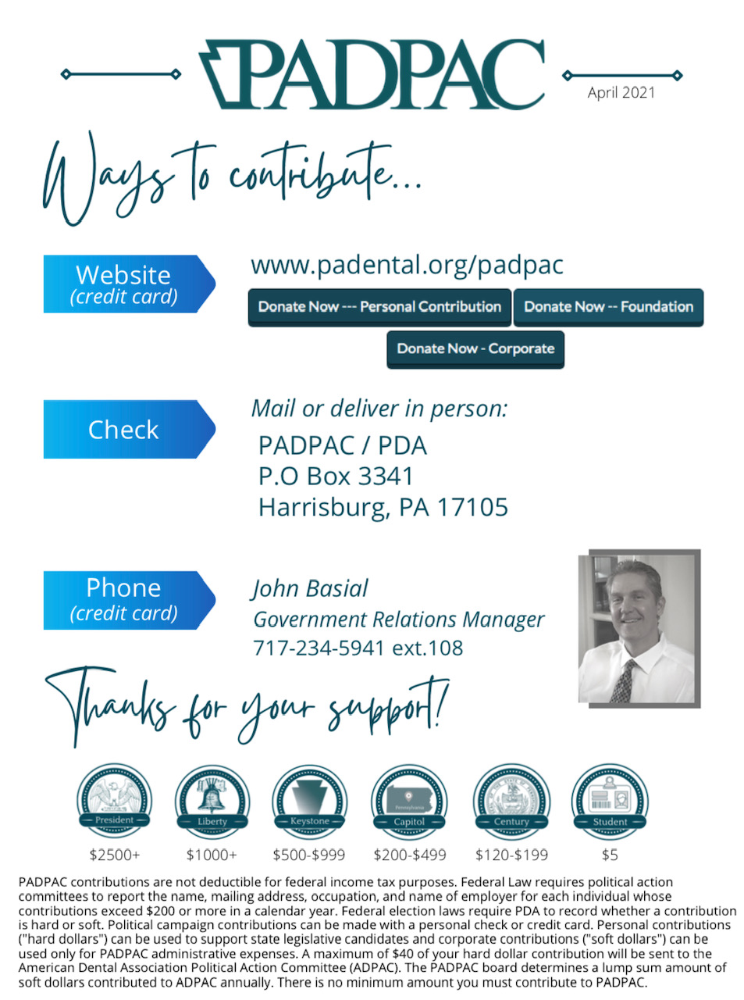 PADPAC
April 2021
Ways to contribute...
Website
(credit card)
www.padental.org/padpac
Donate Now --- Personal Contribution
Donate Now -- Foundation
Donate Now - Corporate
Check
Mail or deliver in person:
PADPAC / PDA
P.O Box 3341
Harrisburg, PA 17105
Phone
(credit card)
John Basial
Government Relations Manager
717-234-5941 ext.108
Thanks for your support!
President
Liberty
Keystone
Pennsylvania
Capitol
Century
Student
$2500+
$1000+
$500-$999
$200-$499
$120-$199
$5
PADPAC contributions are not deductible for federal income tax purposes. Federal Law requires political action
committees to report the name, mailing address, occupation, and name of employer for each individual whose
contributions exceed $200 or more in a calendar year. Federal election laws require PDA to record whether a contribution
is hard or soft. Political campaign contributions can be made with a personal check or credit card. Personal contributions
("hard dollars") can be used to support state legislative candidates and corporate contributions ("soft dollars") can be
used only for PADPAC administrative expenses. A maximum of $40 of your hard dollar contribution will be sent to the
American Dental Association Political Action Committee (ADPAC). The PADPAC board determines a lump sum amount of
soft dollars contributed to ADPAC annually. There is no minimum amount you must contribute to PADPAC.